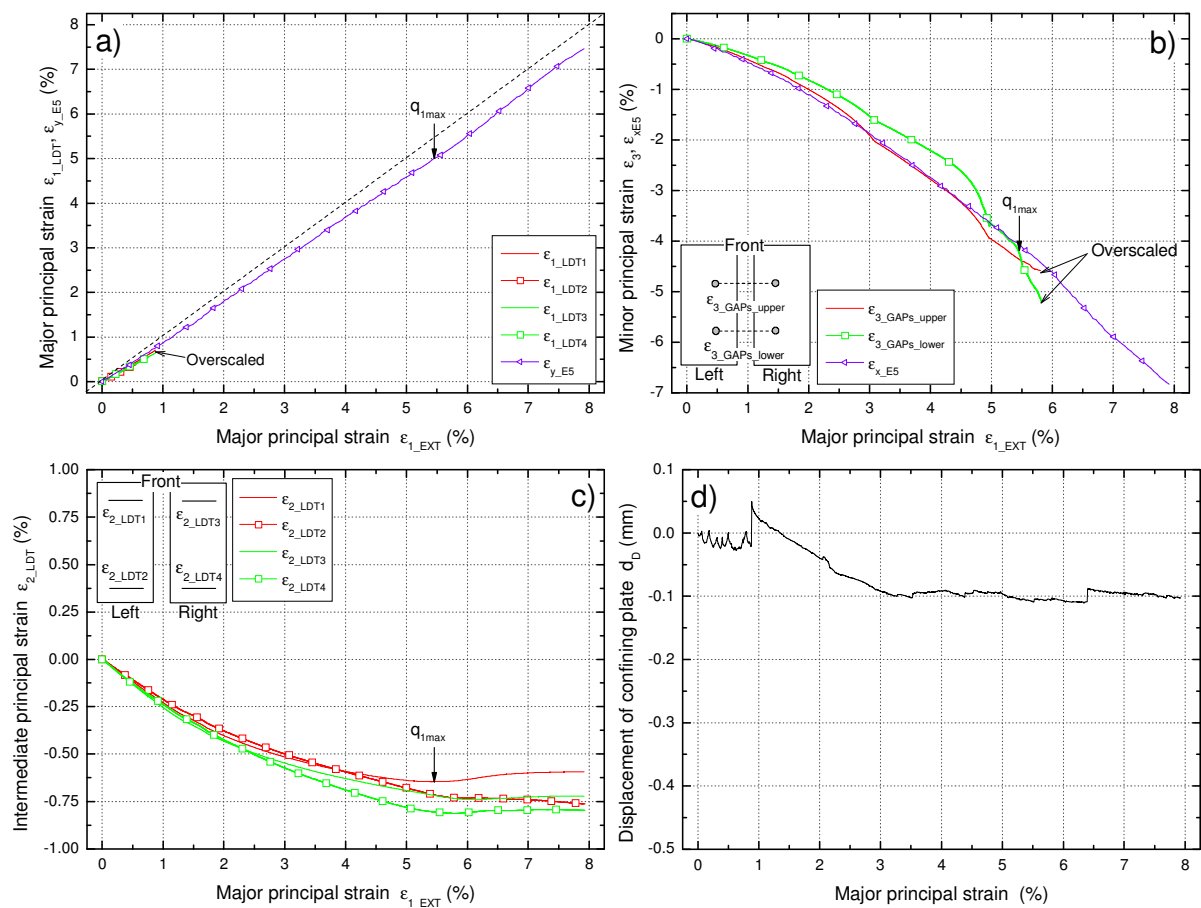 a)
Major principal strain ε1_LDT, εy_E5 (%)
8
7
6
5
4
3
2
1
0
q1max
Overscaled
ε1_LDT1
ε1_LDT2
ε1_LDT3
ε1_LDT4
εy_E5
0 1 2 3 4 5 6 7 8
Major principal strain ε1_EXT (%)
b)
Minor principal strain ε3, εxE5 (%)
0
-1
-2
-3
-4
-5
-6
-7
q1max
Overscaled
Front
ε3_GAPs_upper
ε3_GAPs_lower
Left Right
ε3_GAPs_upper
ε3_GAPs_lower
εx_E5
0 1 2 3 4 5 6 7 8
Major principal strain ε1_EXT (%)
c)
Intermediate principal strain ε2_LDT (%)
1.00
0.75
0.50
0.25
0.00
-0.25
-0.50
-0.75
-1.00
Front
ε2_LDT1
ε2_LDT3
ε2_LDT2
ε2_LDT4
Left Right
ε2_LDT1
ε2_LDT2
ε2_LDT3
ε2_LDT4
q1max
0 1 2 3 4 5 6 7 8
Major principal strain ε1_EXT (%)
d)
Displacement of confining plate dD (mm)
0.1
0.0
-0.1
-0.2
-0.3
-0.4
-0.5
0 1 2 3 4 5 6 7 8
Major principal strain (%)